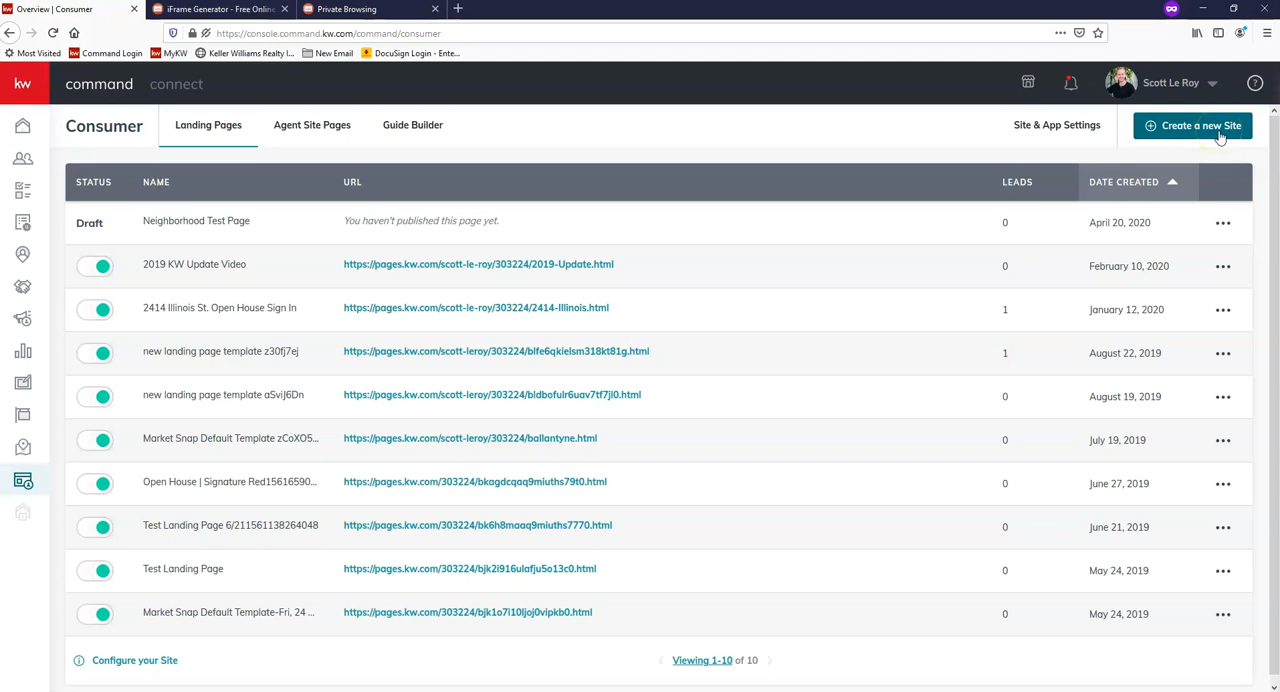 Overview | Consumer
iFrame Generator - Free Online
Private Browsing
https://console.command.kw.com/command/consumer
Most Visited
kw Command Login
kw MyKW
Keller Williams Realty I...
New Email
DocuSign Login - Ente...
kw
command
connect
Scott Le Roy
Consumer
Landing Pages
Agent Site Pages
Guide Builder
Site & App Settings
Create a new Site
STATUS NAME URL LEADS DATE CREATED
Draft Neighborhood Test Page You haven't published this page yet. 0 April 20, 2020
2019 KW Update Video https://pages.kw.com/scott-le-roy/303224/2019-Update.html 0 February 10, 2020
2414 Illinois St. Open House Sign In https://pages.kw.com/scott-le-roy/303224/2414-Illinois.html 1 January 12, 2020
new landing page template z30fj7ej https://pages.kw.com/scott-leroy/303224/blfe6qkielsm318kt81g.html 1 August 22, 2019
new landing page template aSviJ6Dn https://pages.kw.com/scott-leroy/303224/bldbofulr6uav7tf7jl0.html 0 August 19, 2019
Market Snap Default Template zCoXO5... https://pages.kw.com/scott-leroy/303224/ballantyne.html 0 July 19, 2019
Open House | Signature Red15616590... https://pages.kw.com/303224/bkagdcqaq9miuths79t0.html 0 June 27, 2019
Test Landing Page 6/211561138264048 https://pages.kw.com/303224/bk6h8maaq9miuths7770.html 0 June 21, 2019
Test Landing Page https://pages.kw.com/303224/bjk2i916ulafju5o13c0.html 0 May 24, 2019
Market Snap Default Template-Fri, 24 ... https://pages.kw.com/303224/bjk1o7i10ljoj0vipkb0.html 0 May 24, 2019
Configure your Site
Viewing 1-10 of 10